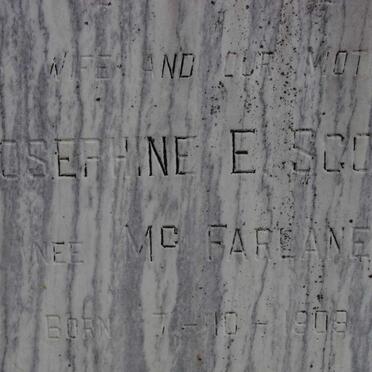 WIFE AND OUR MOT
OSEPHINE E SCO
NEE MC FARLANE
BORN 7-10-1909